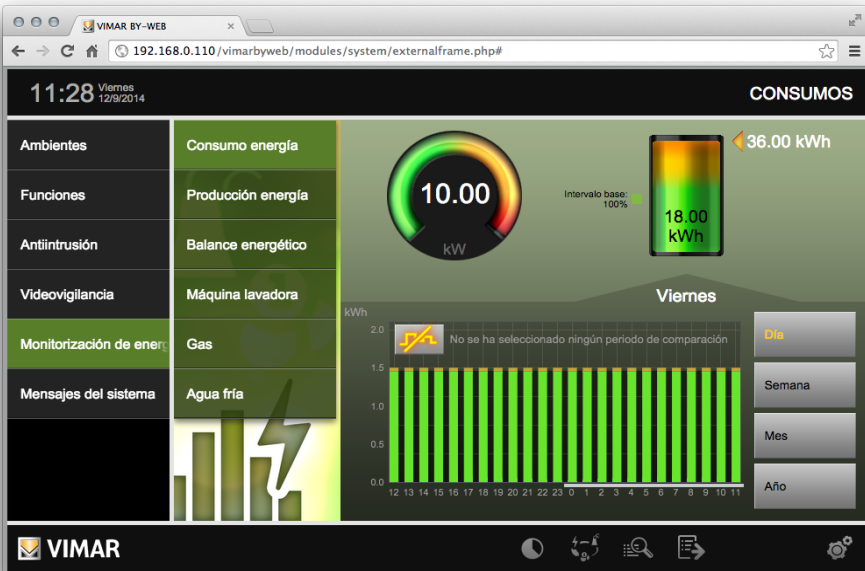 VIMAR BY-WEB
192.168.0.110/vimarbyweb/modules/system/externalframe.php#
11:28 Viernes
12/9/2014
CONSUMOS
Ambientes
Funciones
Antiintrusión
Videovigilancia
Monitorización de energ
Mensajes del sistema
Consumo energía
Producción energía
Balance energético
Máquina lavadora
Gas
Agua fría
10.00
kW
Intervalo base:
100%
36.00 kWh
18.00
kWh
Viernes
kWh
No se ha seleccionado ningún periodo de comparación
2.0
1.5
1.0
0.5
0.0
12 13 14 15 16 17 18 19 20 21 22 23 0 1 2 3 4 5 6 7 8 9 10 11
Día
Semana
Mes
Año
VIMAR